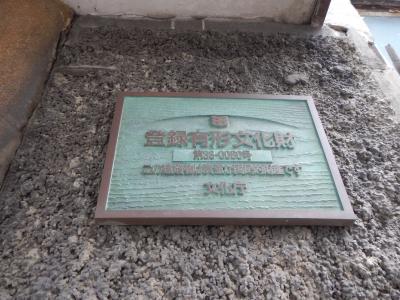 登録有形文化財
この建造物は貴重な国民的財産です
文化庁